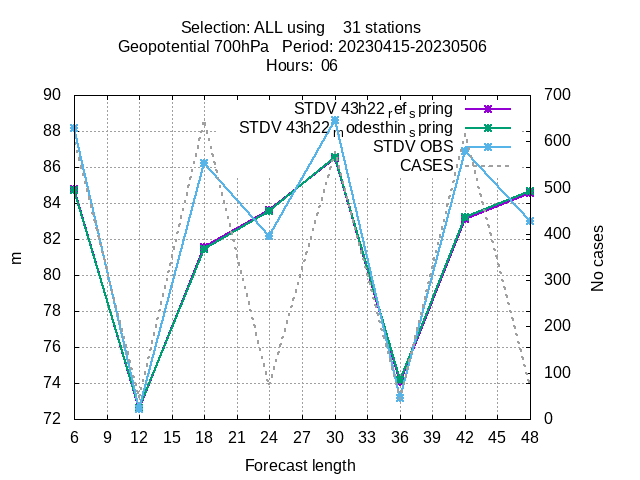 Selection: ALL using 31 stations
Geopotential 700hPa Period: 20230415-20230506
Hours: 06
90 700
88 600
86 500
84 400
82 300
80 200
78 100
76 0
74
72
STDV 43h22refspring
STDV 43h22modesthinspring
STDV OBS
CASES
m
No cases
6 9 12 15 18 21 24 27 30 33 36 39 42 45 48
Forecast length